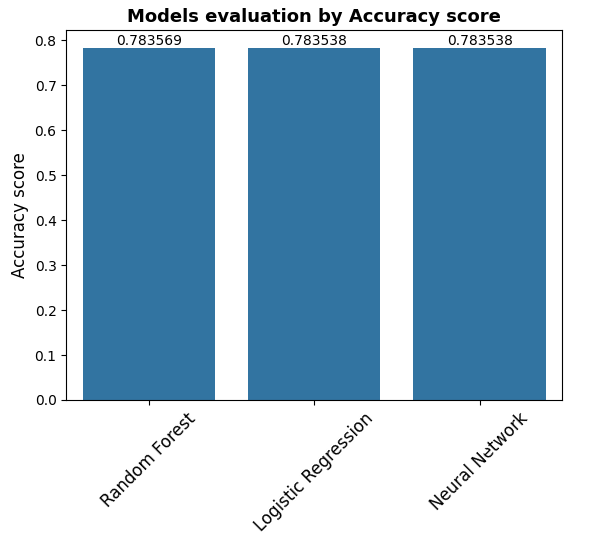 Models evaluation by Accuracy score
Accuracy score
0.8
0.7
0.6
0.5
0.4
0.3
0.2
0.1
0.0
0.783569
0.783538
0.783538
Random Forest
Logistic Regression
Neural Network